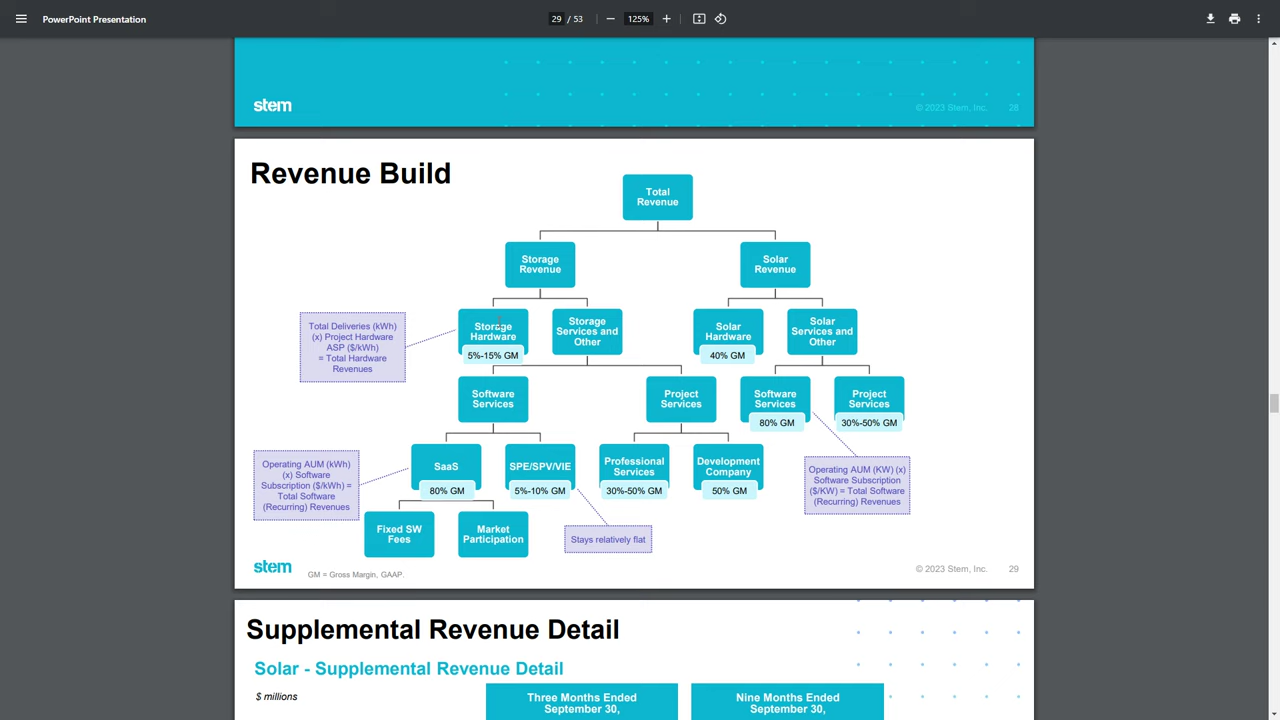 PowerPoint Presentation
29 / 53
125%
stem
© 2023 Stem, Inc.
28
Revenue Build
Total
Revenue
Storage
Revenue
Solar
Revenue
Total Deliveries (kWh)
(x) Project Hardware
ASP ($/kWh)
= Total Hardware
Revenues
Storage
Hardware
5%-15% GM
Storage
Services and
Other
Solar
Hardware
40% GM
Solar
Services and
Other
Software
Services
Project
Services
Software
Services
80% GM
Project
Services
30%-50% GM
Operating AUM (kWh)
(x) Software
Subscription ($/kWh) =
Total Software
(Recurring) Revenues
SaaS
80% GM
SPE/SPV/VIE
5%-10% GM
Professional
Services
30%-50% GM
Development
Company
50% GM
Operating AUM (KW) (x)
Software Subscription
($/KW) = Total Software
(Recurring) Revenues
Fixed SW
Fees
Market
Participation
Stays relatively flat
stem
GM = Gross Margin, GAAP.
© 2023 Stem, Inc.
29
Supplemental Revenue Detail
Solar - Supplemental Revenue Detail
$ millions
Three Months Ended
September 30,
Nine Months Ended
September 30,